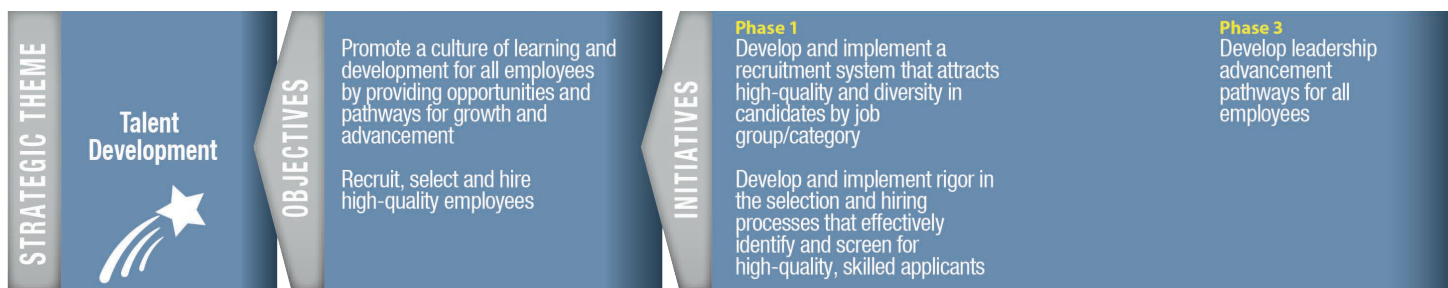 STRATEGIC THEME
Talent
Development
OBJECTIVES
Promote a culture of learning and
development for all employees
by providing opportunities and
pathways for growth and
advancement
Recruit, select and hire
high-quality employees
INITIATIVES
Phase 1
Develop and implement a
recruitment system that attracts
high-quality and diversity in
candidates by job
group/category
Develop and implement rigor in
the selection and hiring
processes that effectively
identify and screen for
high-quality, skilled applicants
Phase 3
Develop leadership
advancement
pathways for all
employees